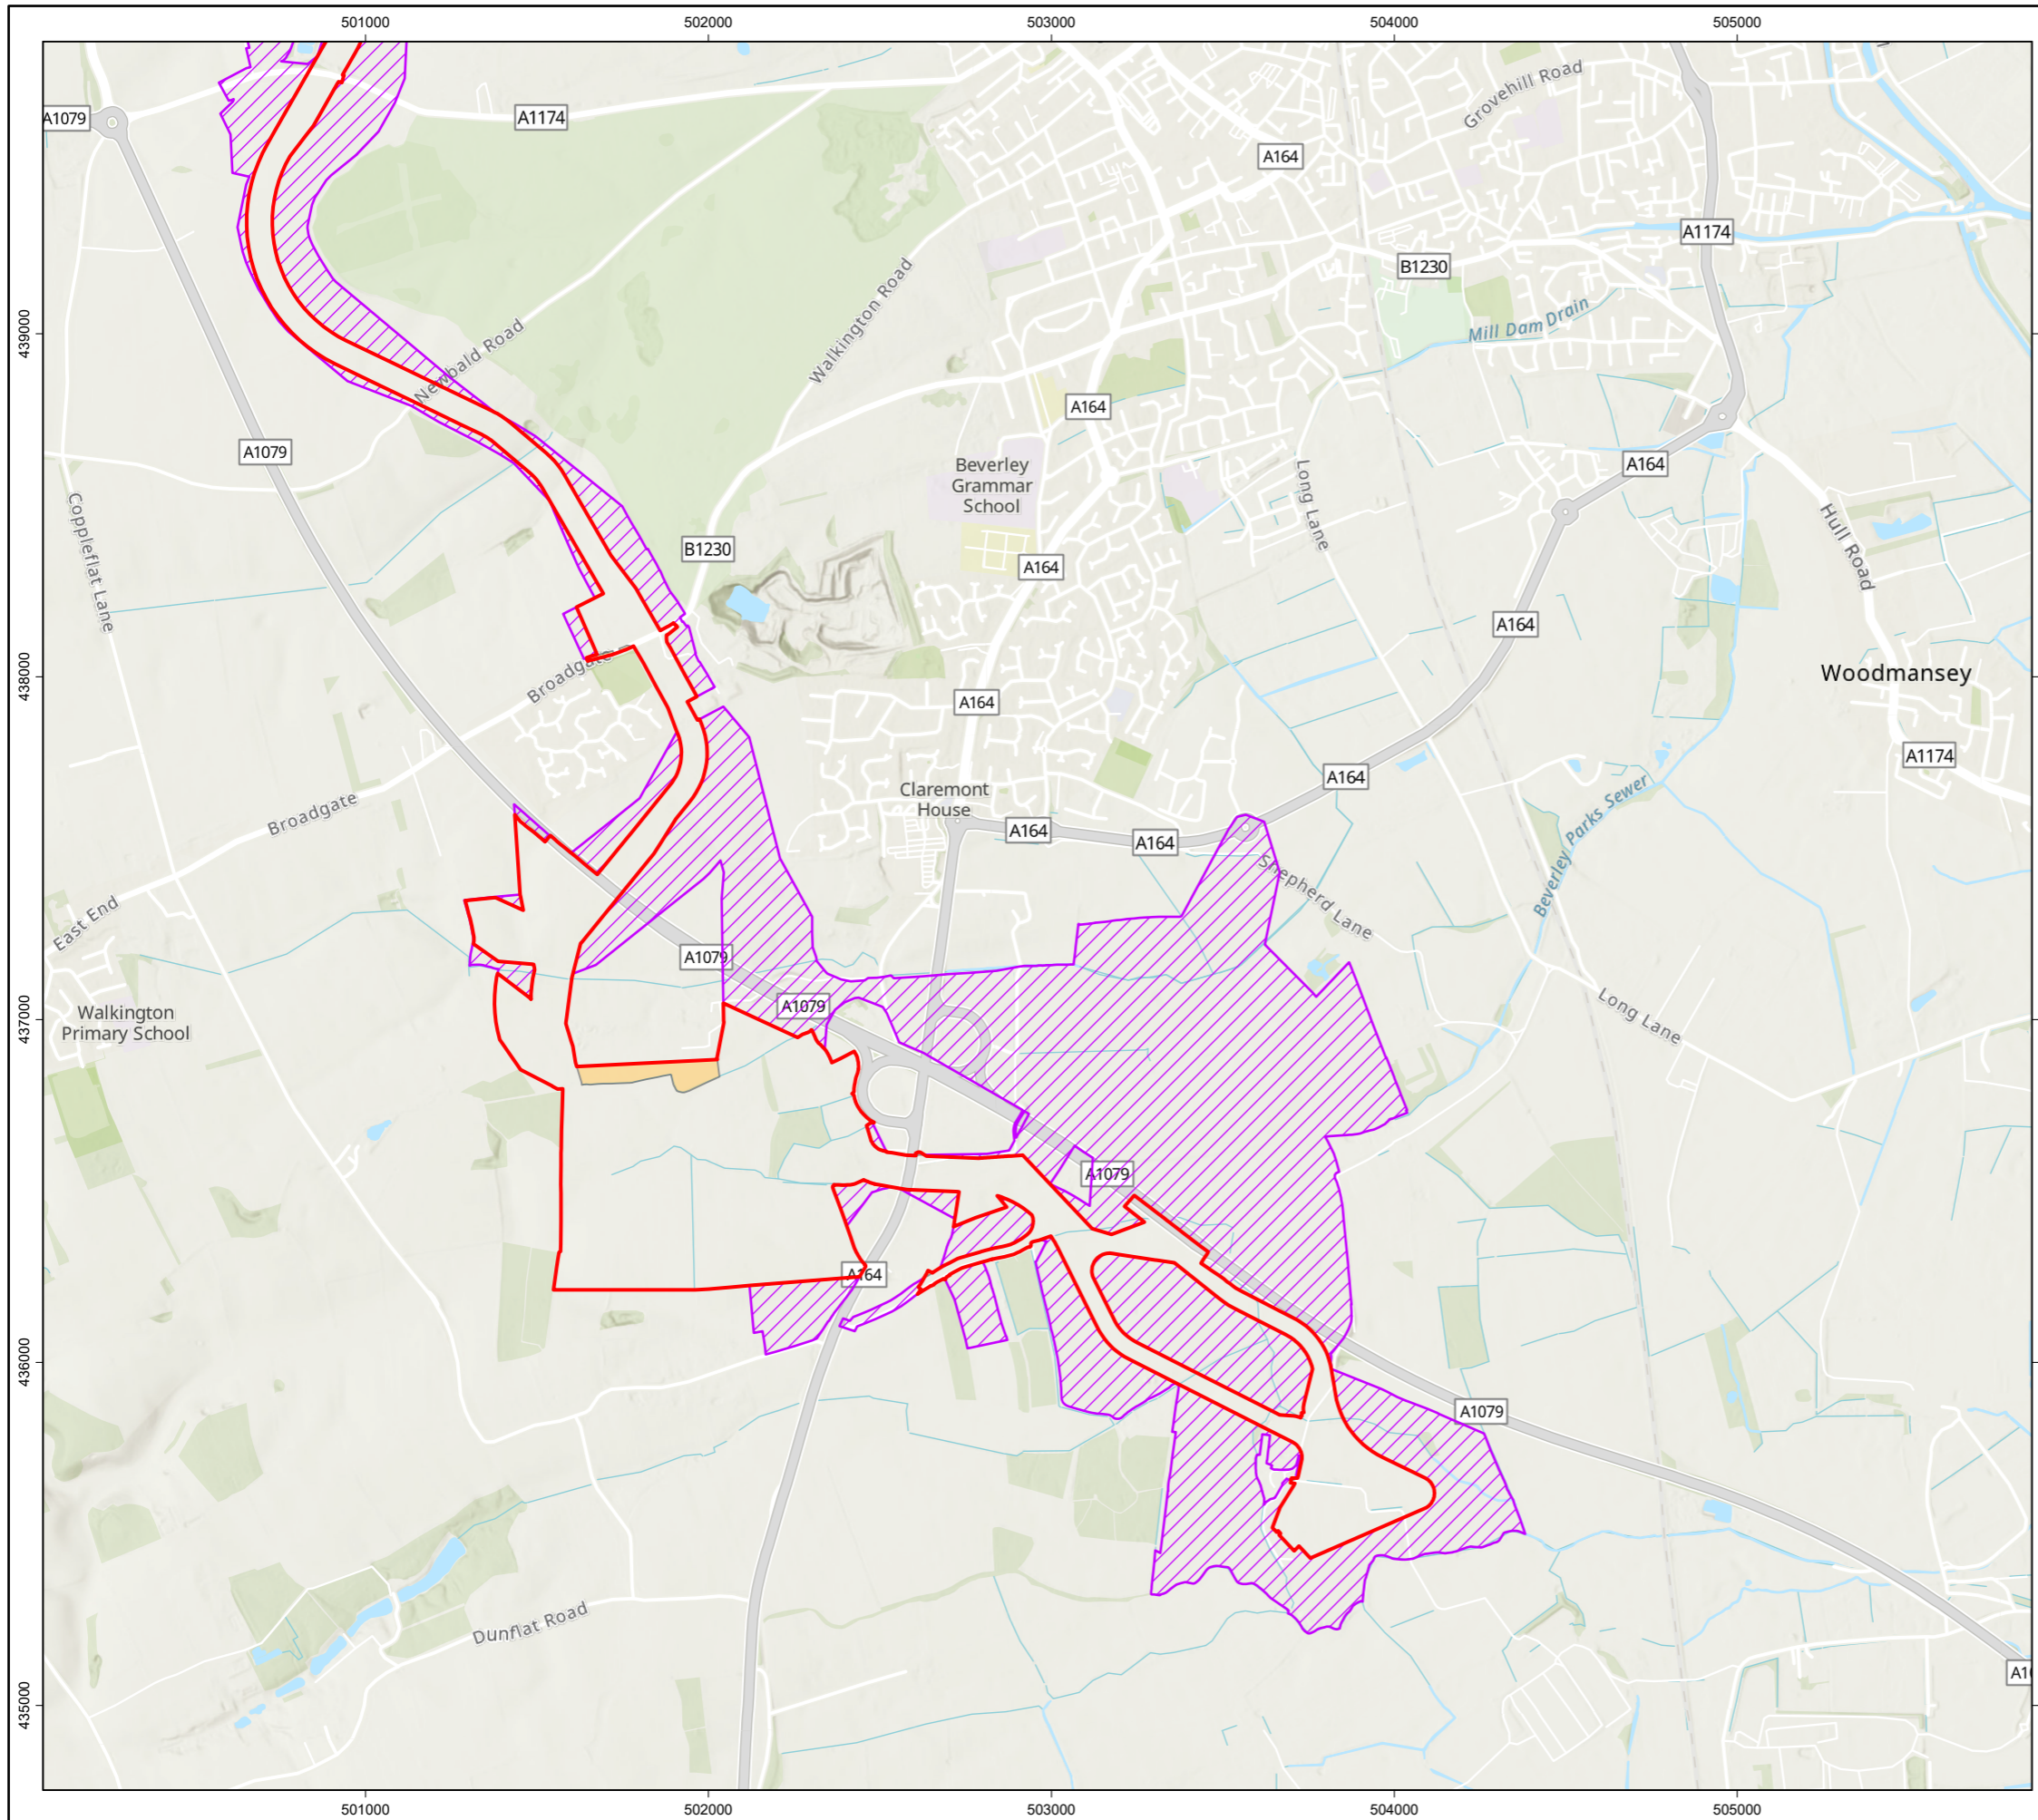 501000
502000
503000
504000
505000
Grovehill Road
A1079
A1174
A164
A1174
B1230
439000
Mill Dam Drain
Newbald Road
Walkington Road
A164
A1079
Beverley
Grammar
School
A164
Long Lane
Coppleflat Lane
Hull Road
B1230
A164
A164
438000
Broadgate
Woodmansey
A164
A1174
A164
Claremont
House
Broadgate
A164
A164
Beverley Parks Sewer
Shepherd Lane
East End
A1079
A1079
Long Lane
437000
Walkington
Primary School
A1079
A164
436000
A1079
Dunflat Road
435000
A10
501000
502000
503000
504000
505000